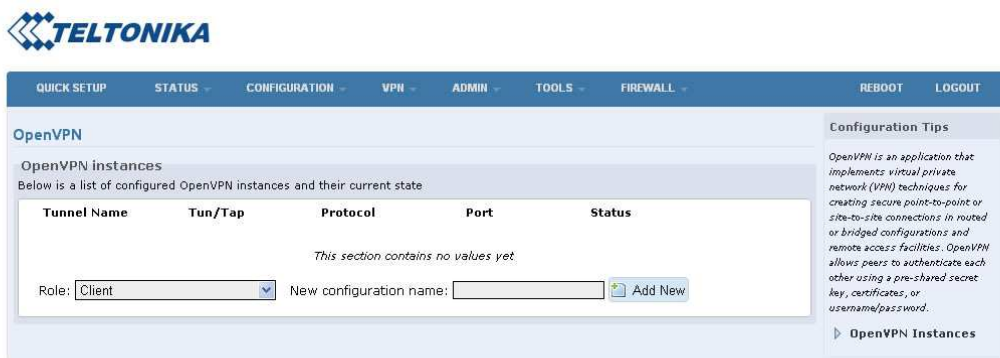 TELTONIKA
QUICK SETUP STATUS CONFIGURATION VPN ADMIN TOOLS FIREWALL REBOOT LOGOUT
OpenVPN
OpenVPN instances
Below is a list of configured OpenVPN instances and their current state
Tunnel Name Tun/Tap Protocol Port Status
This section contains no values yet
Role: Client New configuration name: Add New
Configuration Tips
OpenVPN is an application that
implements virtual private
network (VPN) techniques for
creating secure point-to-point or
site-to-site connections in routed
or bridged configurations and
remote access facilities. OpenVPN
allows peers to authenticate each
other using a pre-shared secret
key, certificates, or
username/password.
OpenVPN Instances